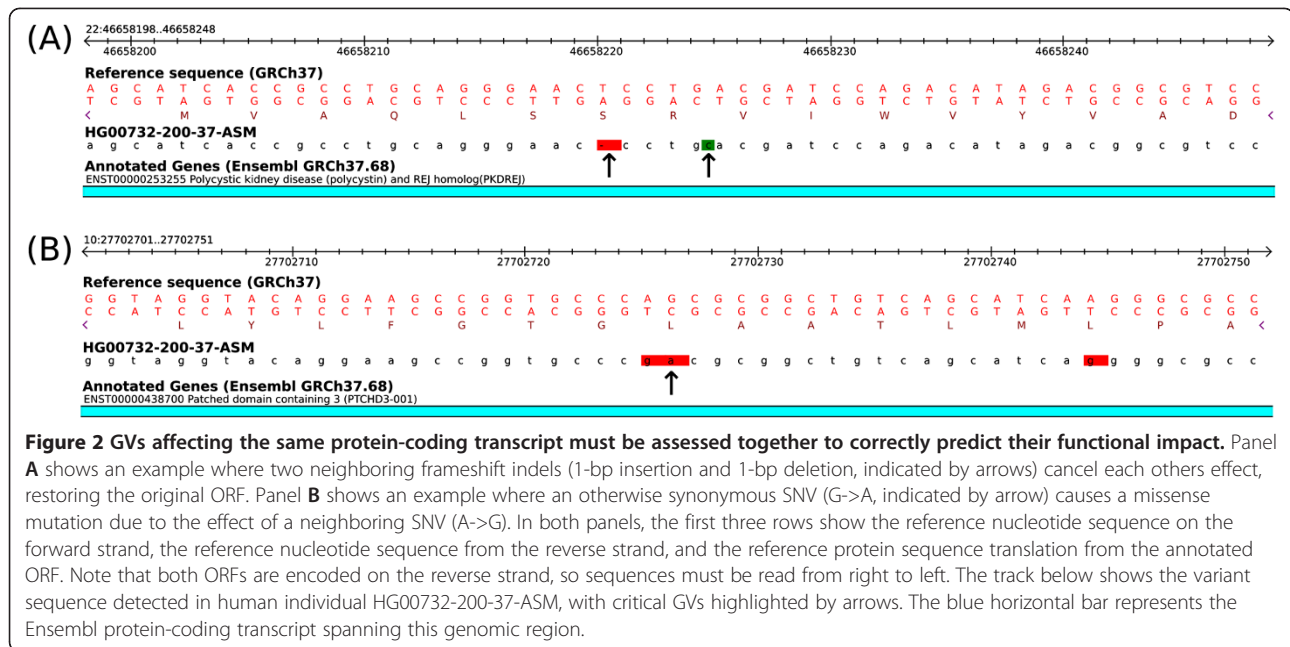 (A)
22:46658198..46658248
46658200 46658210 46658220 46658230 46658240
Reference sequence (GRCh37)
A G C A T C A C C G C C T G C A G G G A A C T C C T G A C G A T C C A G A C A T A G A C G G C G T C C
T C G T A G T G G C G G A C G T C C C T T G A G G A C T G C T A G G T C T G T A T C T G C C G C A G G
< M V A Q L S S R V I W V Y V A D <
HG00732-200-37-ASM
a g c a t c a c c g c c t g c a g g g a a c - c c t g c a c g a t c c a g a c a t a g a c g g c g t c c
Annotated Genes (Ensembl GRCh37.68)
ENST00000253255 Polycystic kidney disease (polycystin) and REJ homolog(PKDREJ)
(B)
10:27702701..27702751
27702710 27702720 27702730 27702740 27702750
Reference sequence (GRCh37)
G G T A G G T A C A G G A A G C C G G T G C C C A G C G C G G C T G T C A G C A T C A A G G G C G C C
C C A T C C A T G T C C T T C G G C C A C G G G T C G C G C C G A C A G T C G T A G T T C C C G C G G
< L Y L F G T G L A A T L M L P A <
HG00732-200-37-ASM
g g t a g g t a c a g g a a g c c g g t g c c c g a c g c g g c t g t c a g c a t c a g g g g c g c c
Annotated Genes (Ensembl GRCh37.68)
ENST00000438700 Patched domain containing 3 (PTCHD3-001)
Figure 2 GVs affecting the same protein-coding transcript must be assessed together to correctly predict their functional impact. Panel
A shows an example where two neighboring frameshift indels (1-bp insertion and 1-bp deletion, indicated by arrows) cancel each others effect,
restoring the original ORF. Panel B shows an example where an otherwise synonymous SNV (G->A, indicated by arrow) causes a missense
mutation due to the effect of a neighboring SNV (A->G). In both panels, the first three rows show the reference nucleotide sequence on the
forward strand, the reference nucleotide sequence from the reverse strand, and the reference protein sequence translation from the annotated
ORF. Note that both ORFs are encoded on the reverse strand, so sequences must be read from right to left. The track below shows the variant
sequence detected in human individual HG00732-200-37-ASM, with critical GVs highlighted by arrows. The blue horizontal bar represents the
Ensembl protein-coding transcript spanning this genomic region.